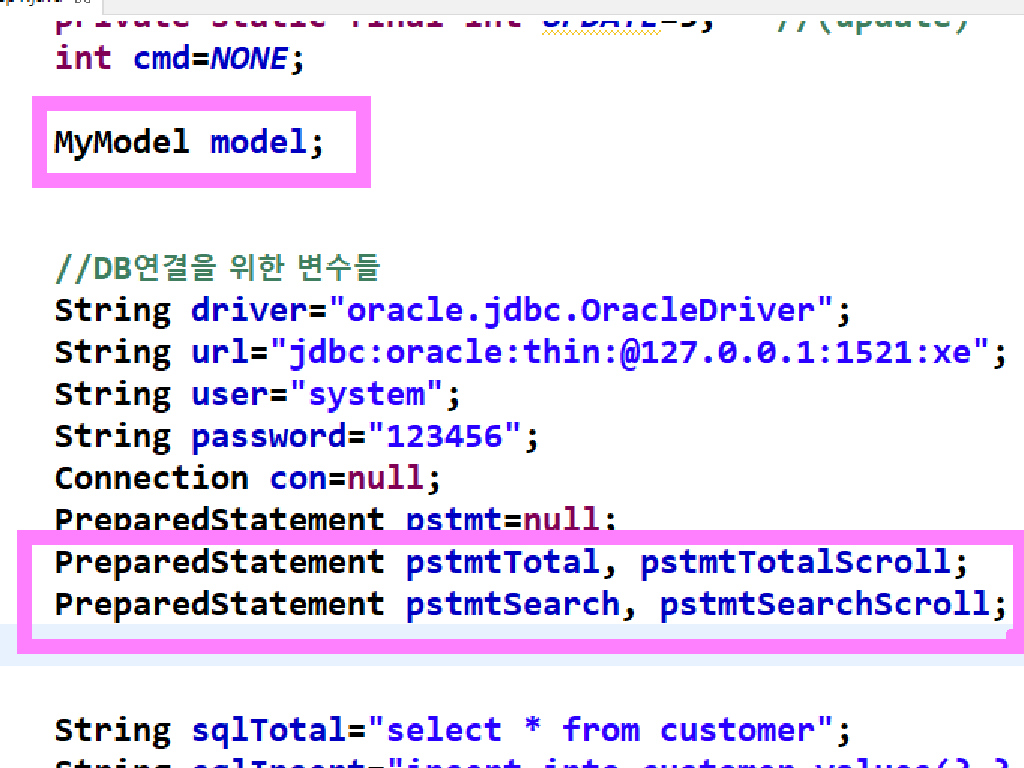 private static final int UPDATE=3; //(update)
int cmd=NONE;
MyModel model;
//DB연결을 위한 변수들
String driver="oracle.jdbc.OracleDriver";
String url="jdbc:oracle:thin:@127.0.0.1:1521:xe";
String user="system";
String password="123456";
Connection con=null;
PreparedStatement pstmt=null;
PreparedStatement pstmtTotal, pstmtTotalScroll;
PreparedStatement pstmtSearch, pstmtSearchScroll;
String sqlTotal="select * from customer";
String sqlInsert="insert into customer